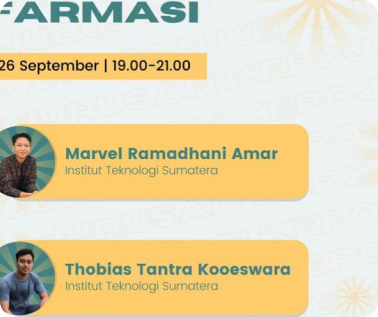 FARMASI
26 September | 19.00-21.00
Marvel Ramadhani Amar
Institut Teknologi Sumatera
Thobias Tantra Kooeswara
Institut Teknologi Sumatera